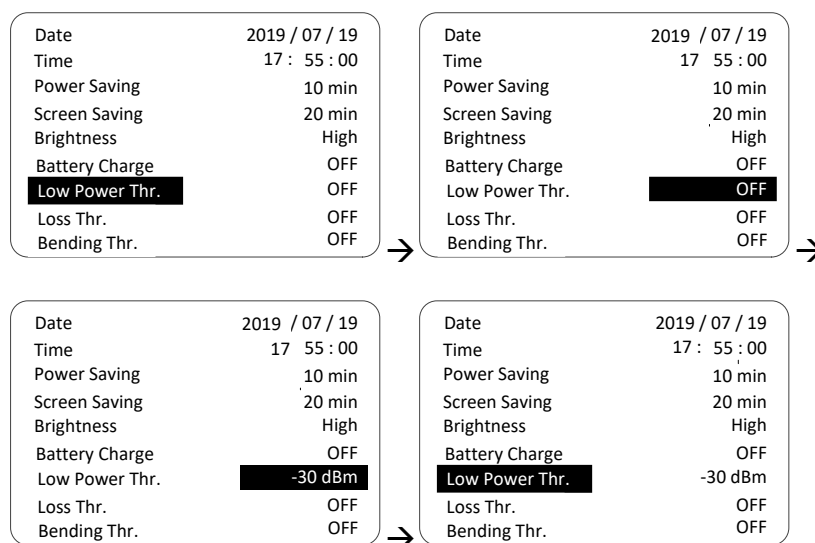 Date 2019 / 07 / 19
Time 17 : 55 : 00
Power Saving 10 min
Screen Saving 20 min
Brightness High
Battery Charge OFF
Low Power Thr. OFF
Loss Thr. OFF
Bending Thr. OFF
→
Date 2019 / 07 / 19
Time 17 55 : 00
Power Saving 10 min
Screen Saving 20 min
Brightness High
Battery Charge OFF
Low Power Thr. OFF
Loss Thr. OFF
Bending Thr. OFF
→
Date 2019 / 07 / 19
Time 17 55 : 00
Power Saving 10 min
Screen Saving 20 min
Brightness High
Battery Charge OFF
Low Power Thr. -30 dBm
Loss Thr. OFF
Bending Thr. OFF
→
Date 2019 / 07 / 19
Time 17 : 55 : 00
Power Saving 10 min
Screen Saving 20 min
Brightness High
Battery Charge OFF
Low Power Thr. -30 dBm
Loss Thr. OFF
Bending Thr. OFF